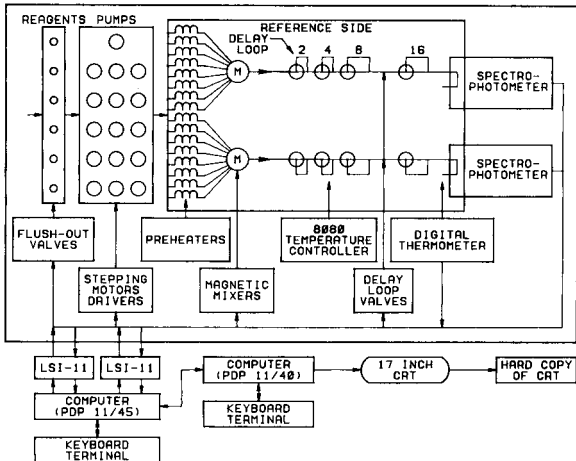 REAGENTS PUMPS
REFERENCE SIDE
DELAY
LOOP
2
4
8
16
M
SPECTRO-
PHOTOMETER
M
SPECTRO-
PHOTOMETER
FLUSH-OUT
VALVES
PREHEATERS
8080
TEMPERATURE
CONTROLLER
DIGITAL
THERMOMETER
STEPPING
MOTORS
DRIVERS
MAGNETIC
MIXERS
DELAY
LOOP
VALVES
LSI-11
LSI-11
COMPUTER
(PDP 11/40)
17 INCH
CRT
HARD COPY
OF CRT
COMPUTER
(PDP 11/45)
KEYBOARD
TERMINAL
KEYBOARD
TERMINAL